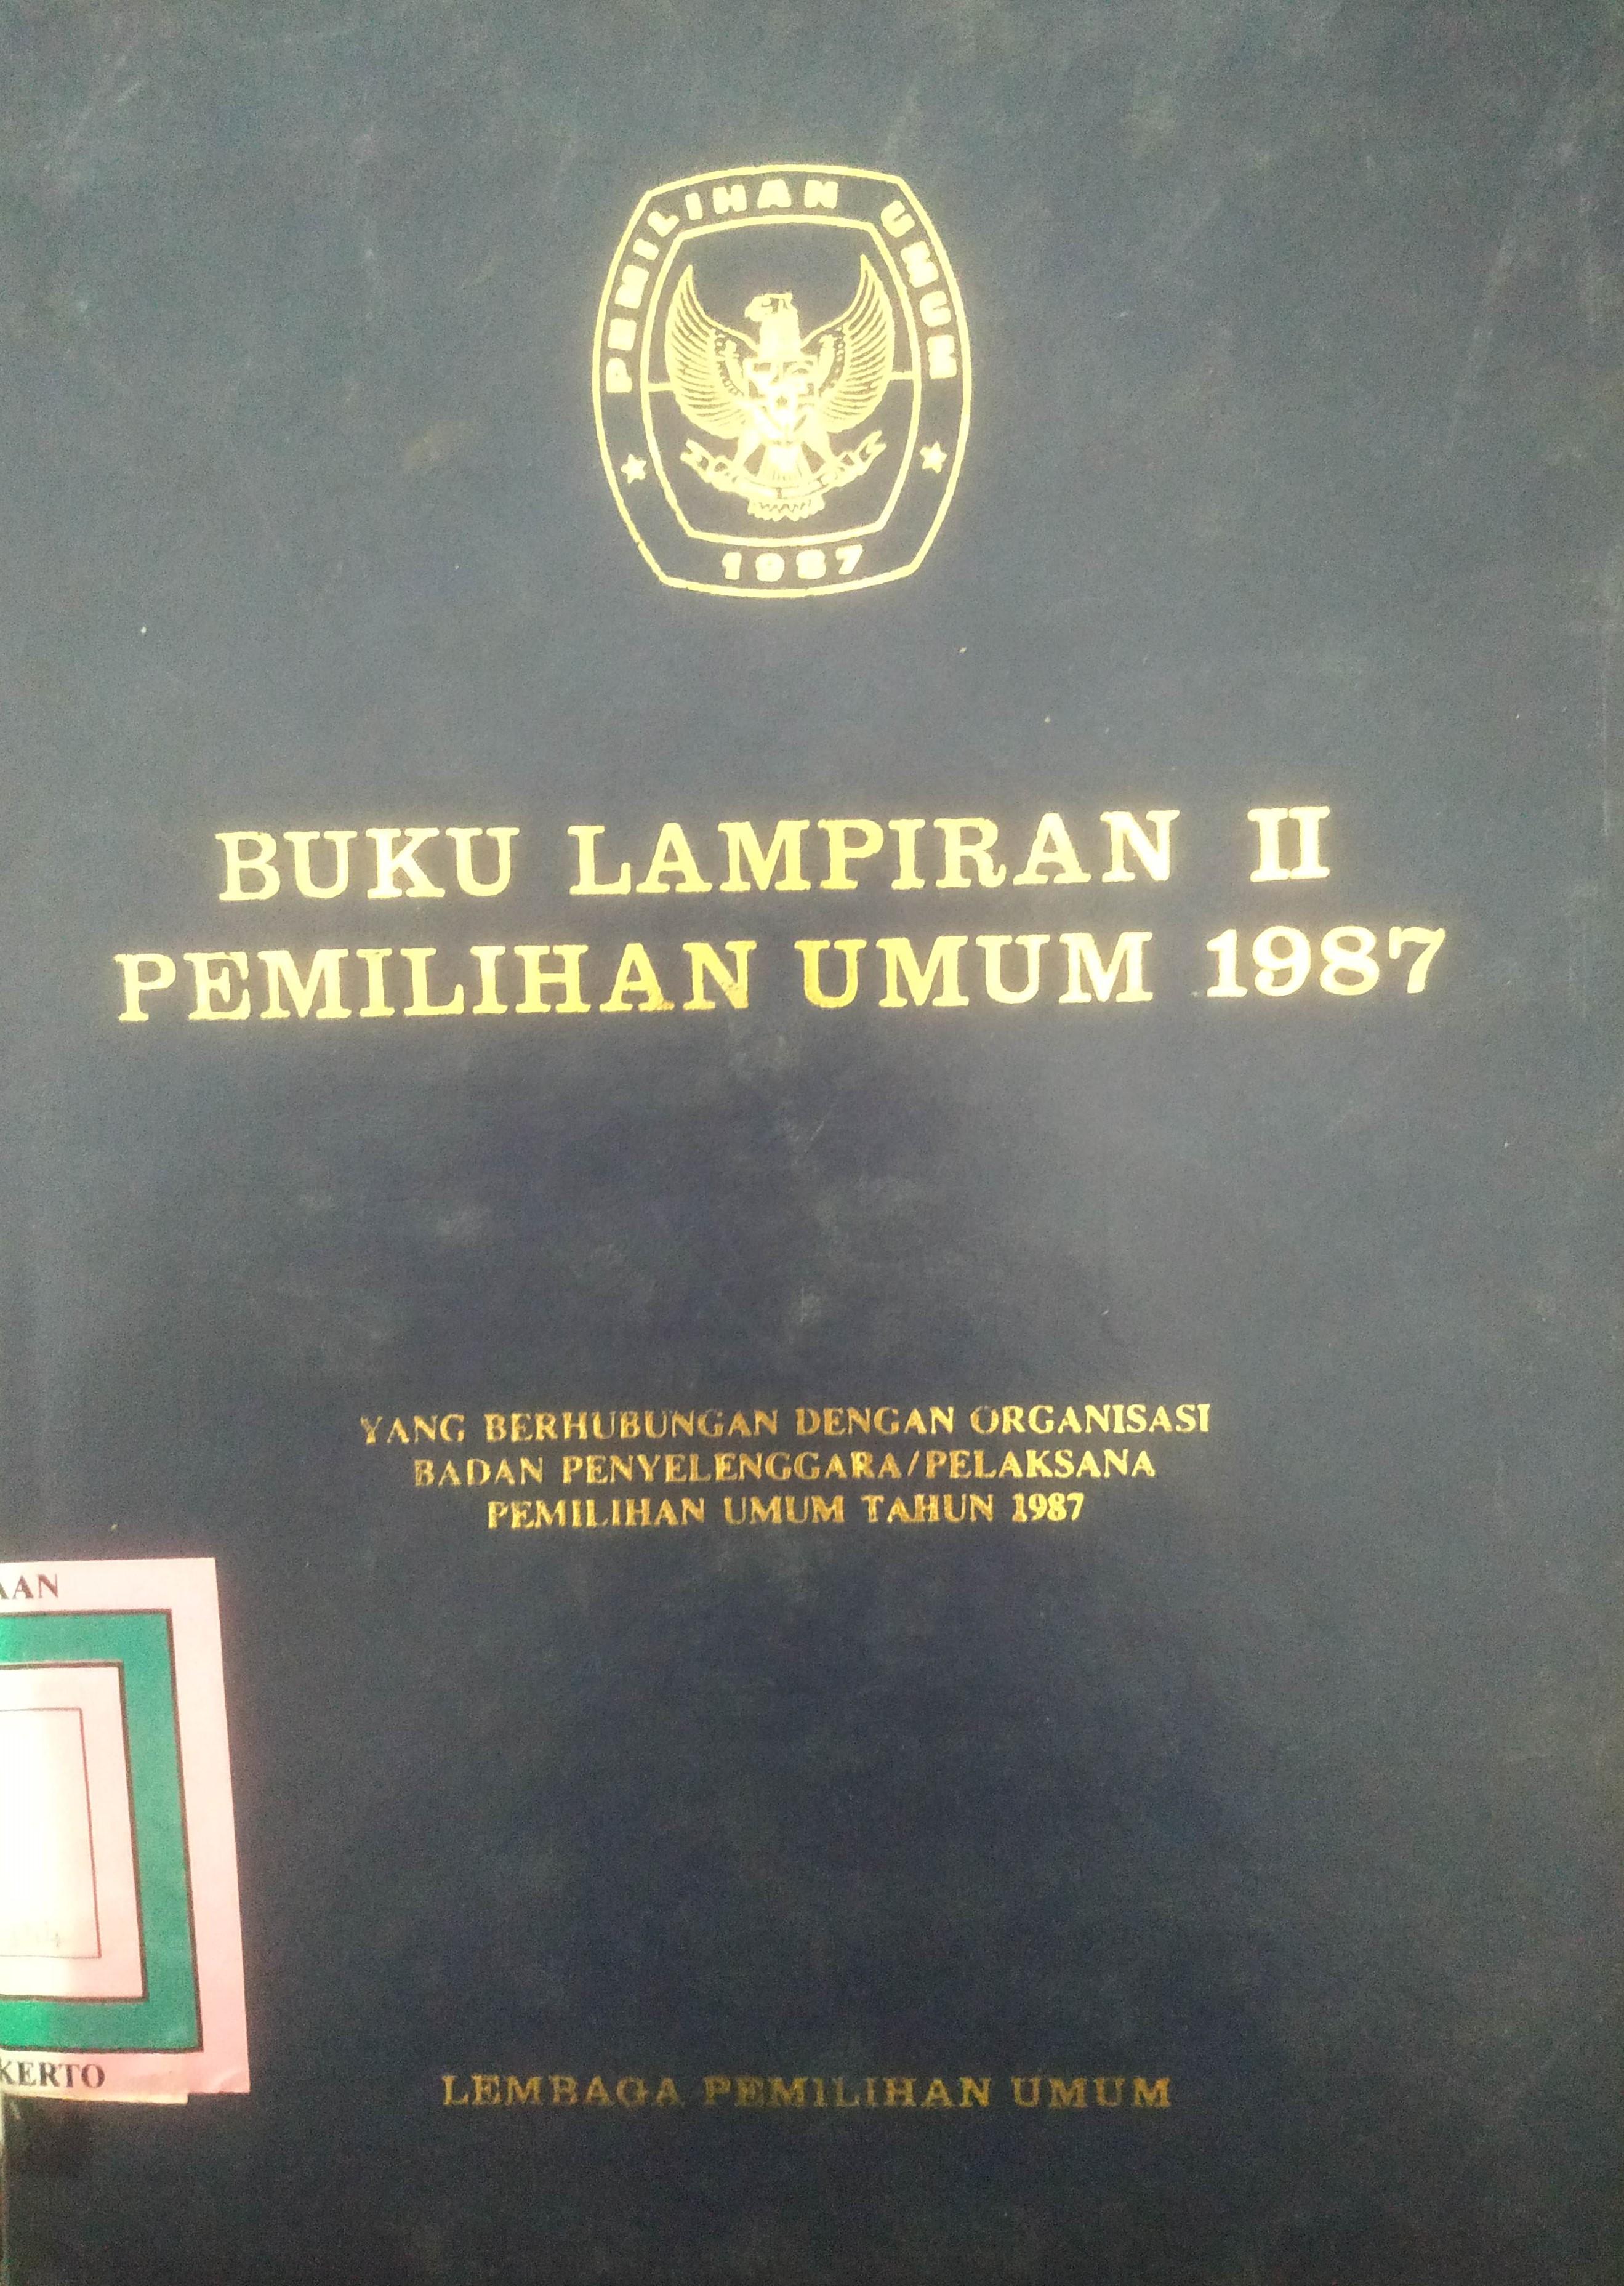 PEMILIHAN UMUM
1987
BUKU LAMPIRAN II
PEMILIHAN UMUM 1987
YANG BERHUBUNGAN DENGAN ORGANISASI
BADAN PENYELENGGARA/PELAKSANA
PEMILIHAN UMUM TAHUN 1987
AAN
KERTO
LEMBAGA PEMILIHAN UMUM